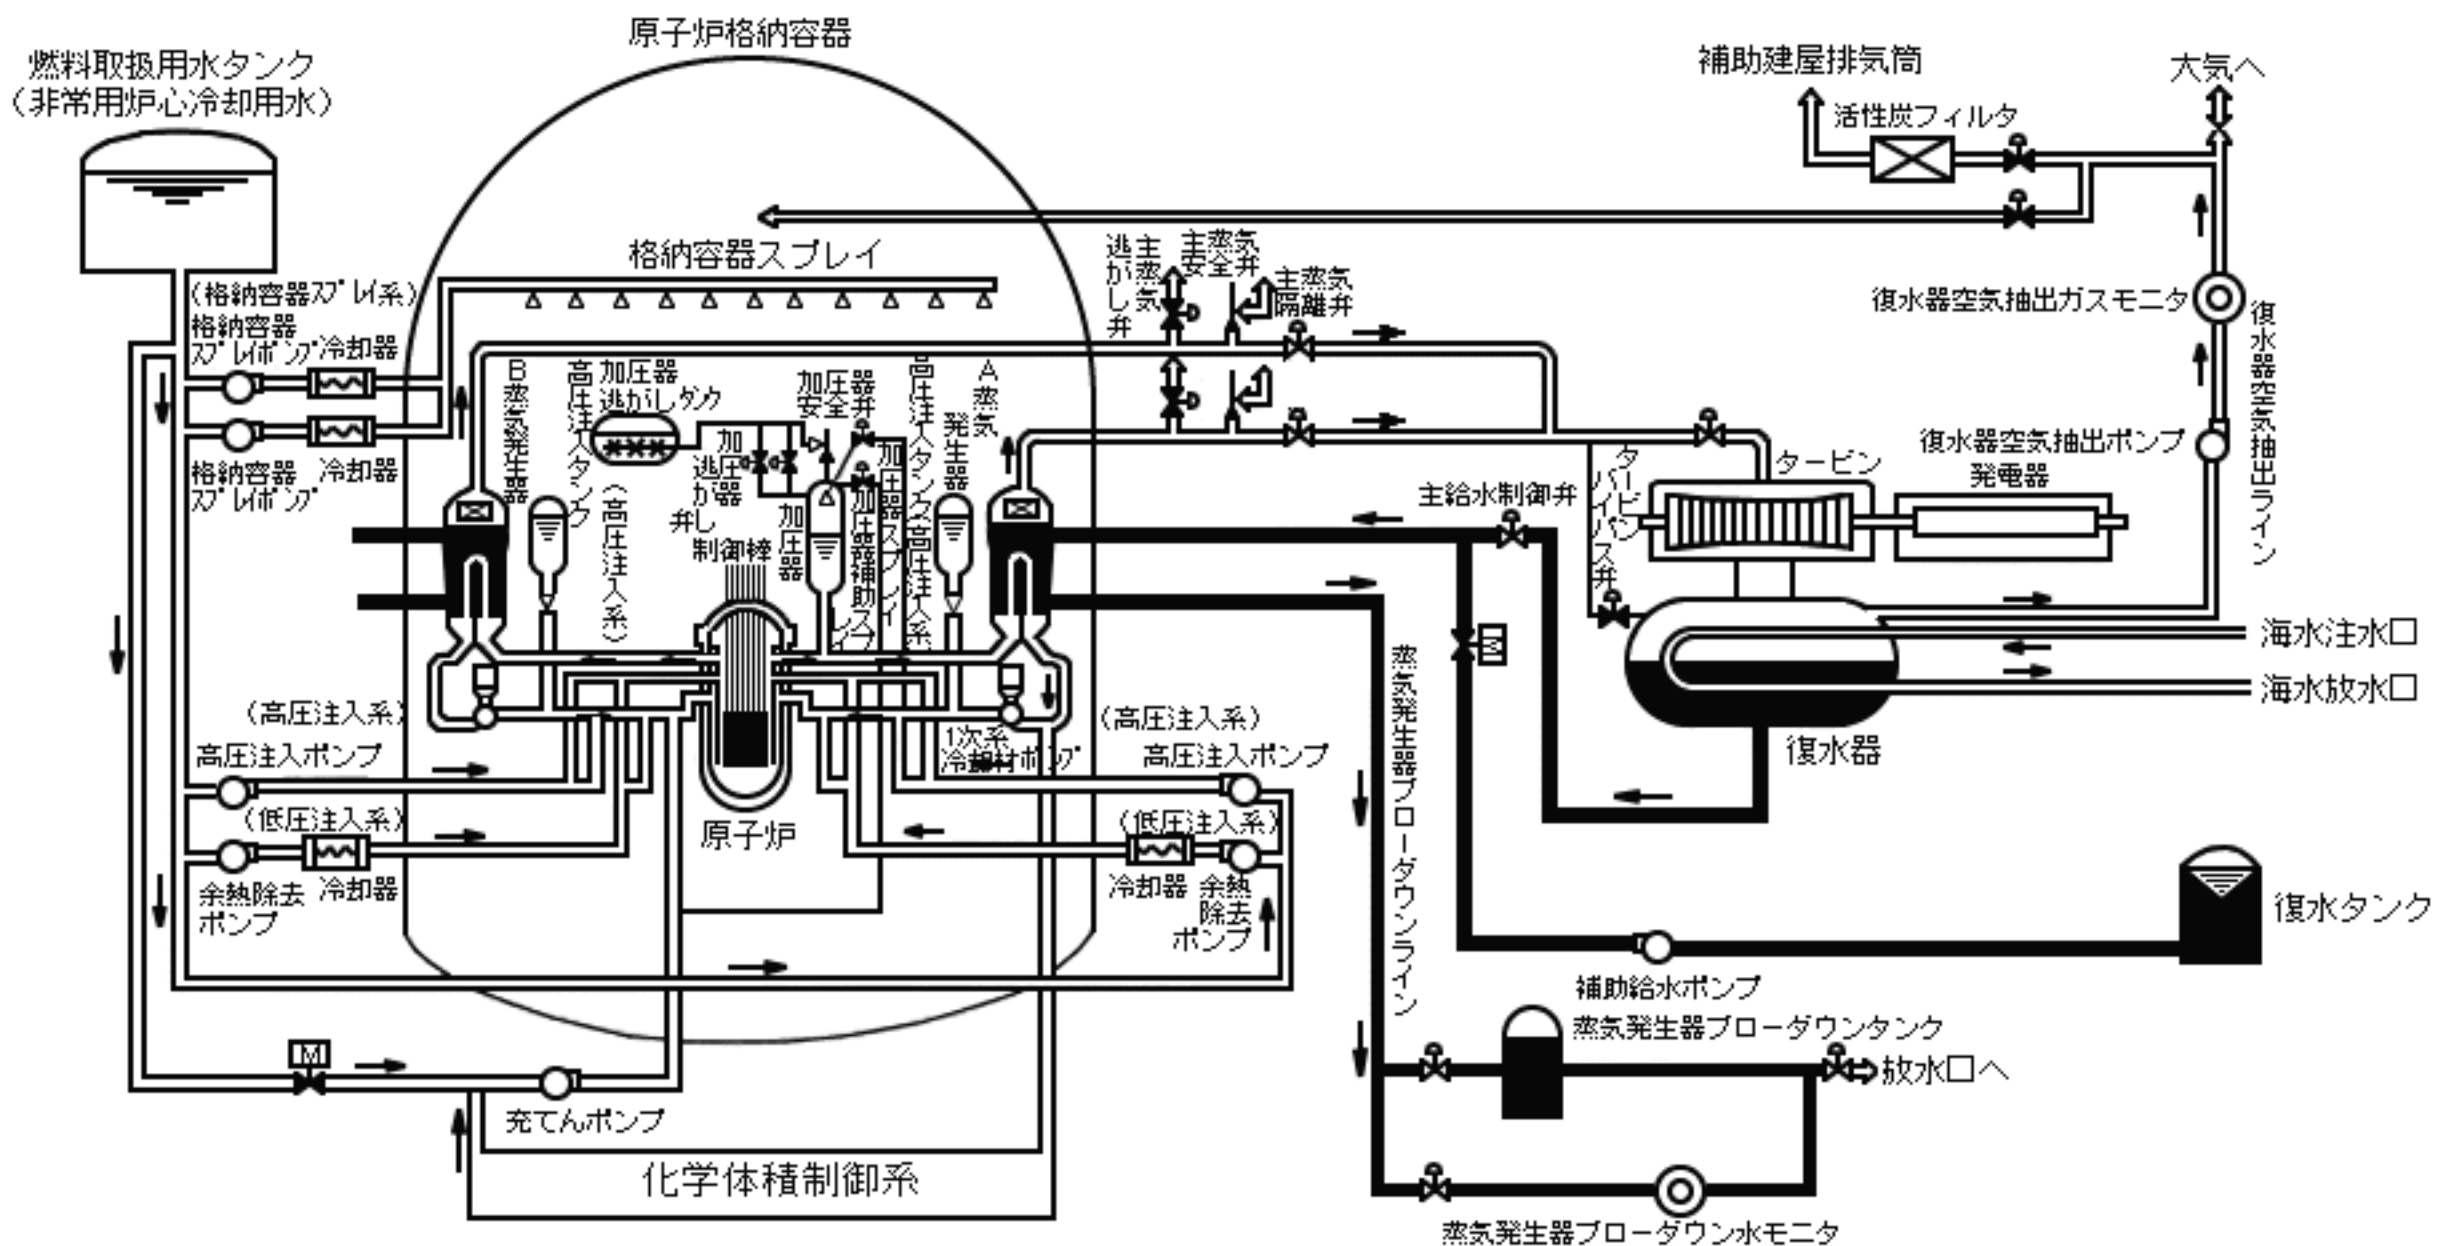 原子炉格納容器
燃料取扱用水タンク
（非常用炉心冷却用水）
補助建屋排気筒
大気へ
活性炭フィルタ
格納容器スプレイ
逃がし弁
主蒸気
主蒸気
安全弁
主蒸気
隔離弁
復水器空気抽出ガスモニタ
復水器空気抽出ライン
（格納容器ｽﾌﾟﾚｲ系）
格納容器
ｽﾌﾟﾚｲﾎﾟﾝﾌﾟ
冷却器
格納容器
ｽﾌﾟﾚｲﾎﾟﾝﾌﾟ
冷却器
B蒸気発生器
高圧注入タンク
（高圧注入系）
加圧器
逃がしタンク
加圧器
逃がし弁
加圧器
安全弁
加圧器
加圧器スプレイ
加圧器補助スプレイ
高圧注入タンク（高圧注入系）
A蒸気
発生器
制御棒
主給水制御弁
タービン
バイパス弁
タービン
復水器空気抽出ポンプ
発電器
海水注水口
海水放水口
復水器
（高圧注入系）
高圧注入ポンプ
（低圧注入系）
余熱除去
ポンプ
冷却器
原子炉
1次系
冷却材ﾎﾟﾝﾌﾟ
（高圧注入系）
高圧注入ポンプ
（低圧注入系）
冷却器
余熱
除去
ポンプ
蒸気発生器ブローダウンライン
復水タンク
補助給水ポンプ
蒸気発生器ブローダウンタンク
放水口へ
M
充てんポンプ
化学体積制御系
蒸気発生器ブローダウン水モニタ